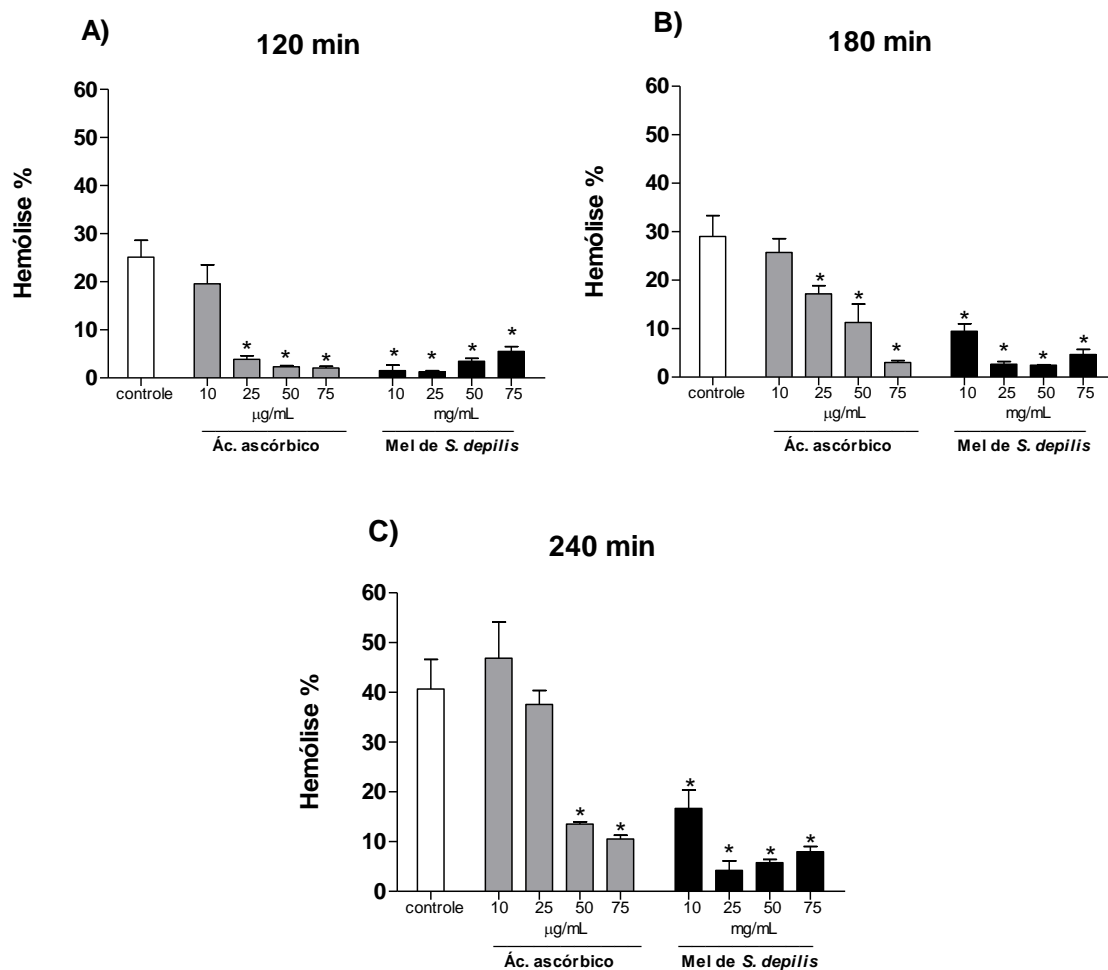 A)
120 min
Hemólise %
60
50
40
30
20
10
0
controle
10 25 50 75
10 25 50 75
μg/mL
mg/mL
Ác. ascórbico
Mel de S. depilis
* * *
* * * *
B)
180 min
Hemólise %
60
50
40
30
20
10
0
controle
10 25 50 75
10 25 50 75
μg/mL
mg/mL
Ác. ascórbico
Mel de S. depilis
* * *
* * * *
C)
240 min
Hemólise %
60
50
40
30
20
10
0
controle
10 25 50 75
10 25 50 75
μg/mL
mg/mL
Ác. ascórbico
Mel de S. depilis
* *
* * * *